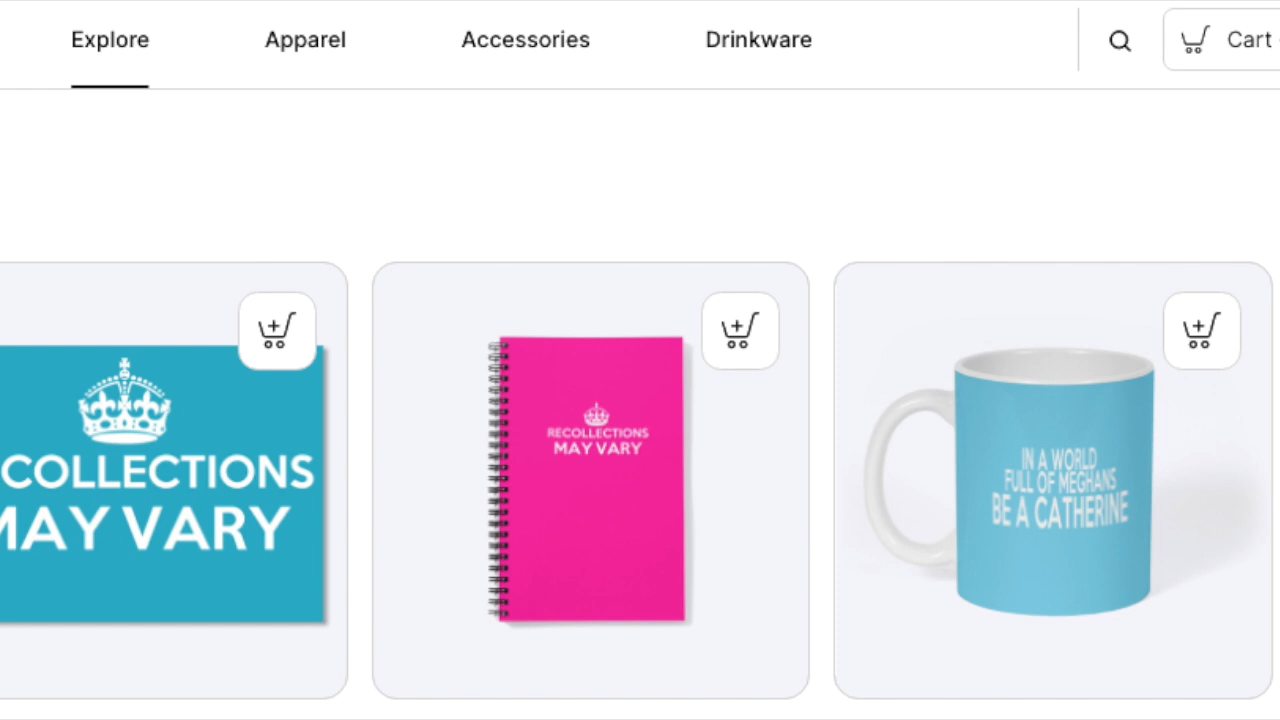 Explore
Apparel
Accessories
Drinkware
Cart
COLLECTIONS
MAY VARY
RECOLLECTIONS
MAY VARY
IN A WORLD
FULL OF MEGHANS
BE A CATHERINE